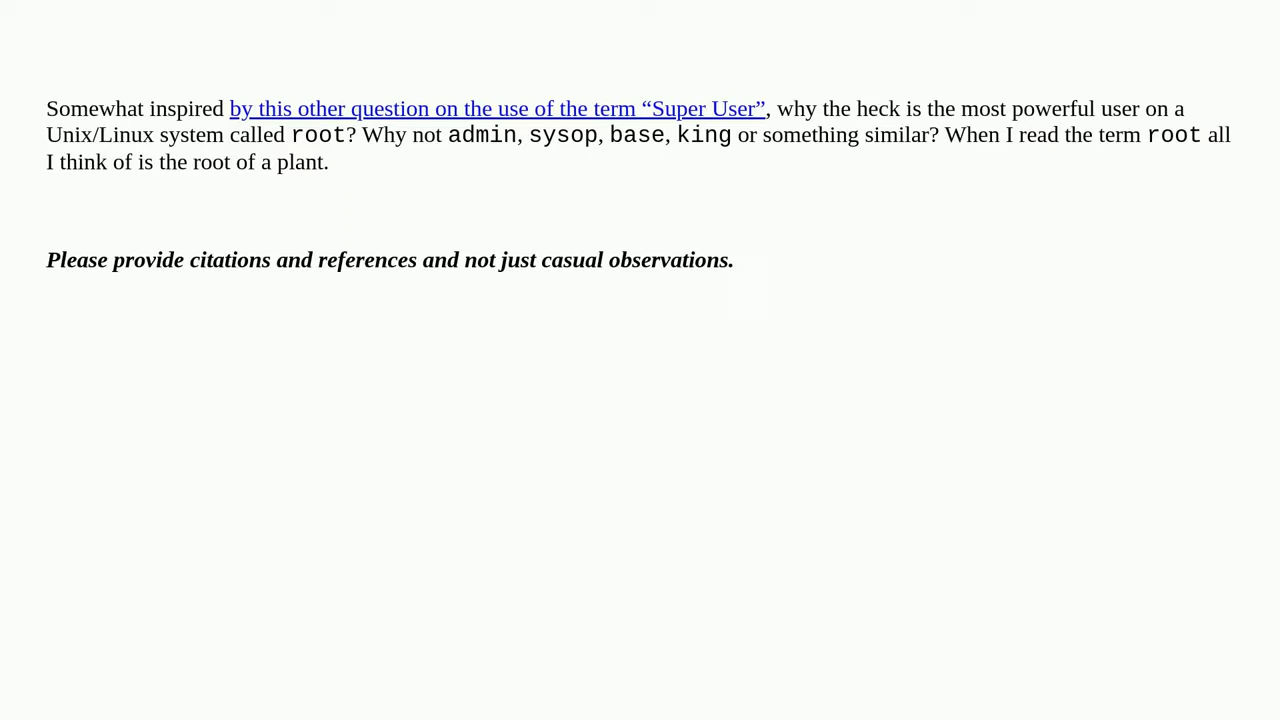 Somewhat inspired by this other question on the use of the term “Super User”, why the heck is the most powerful user on a
Unix/Linux system called root? Why not admin, sysop, base, king or something similar? When I read the term root all
I think of is the root of a plant.
Please provide citations and references and not just casual observations.